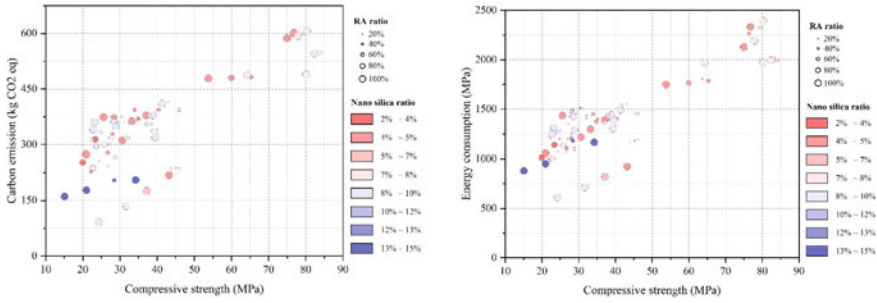 600
450
300
150
0
Carbon emission (kg CO2 eq)
10 20 30 40 50 60 70 80 90
Compressive strength (MPa)
RA ratio
20%
40%
60%
80%
100%
Nano silica ratio
2% ~ 4%
4% ~ 5%
5% ~ 7%
7% ~ 8%
8% ~ 10%
10% ~ 12%
12% ~ 13%
13% ~ 15%
2500
2000
1500
1000
500
0
Energy consumption (MPa)
10 20 30 40 50 60 70 80 90
Compressive strength (MPa)
RA ratio
20%
40%
60%
80%
100%
Nano silica ratio
2% ~ 4%
4% ~ 5%
5% ~ 7%
7% ~ 8%
8% ~ 10%
10% ~ 12%
12% ~ 13%
13% ~ 15%